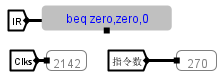 IR beq zero,zero,0
Clks 2142 指令数 270